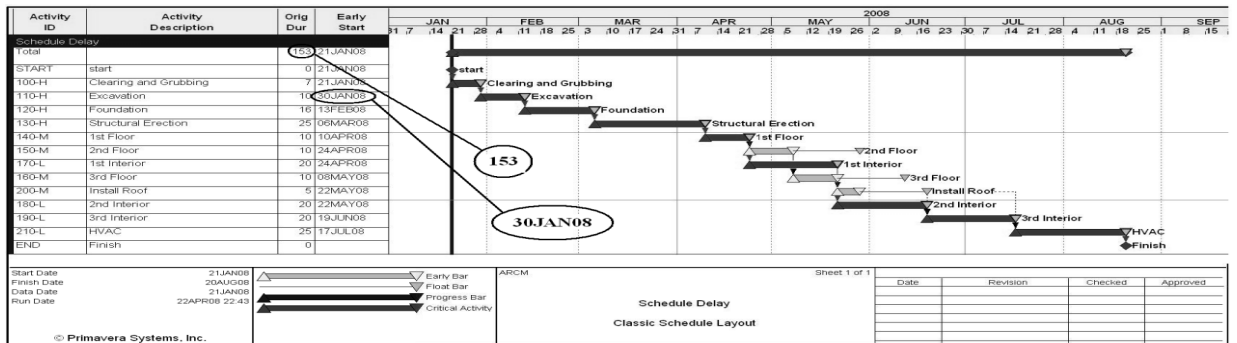 2008
Activity ID Activity Description Orig Dur Early Start JAN FEB MAR APR MAY JUN JUL AUG SEP
31 7 14 21 28 4 11 18 25 3 10 17 24 31 7 14 21 28 5 12 19 26 2 9 16 23 30 7 14 21 28 4 11 18 25 1 8 15
Schedule Delay
Total 153 21JAN08
START start 0 21JAN08 start
100-H Clearing and Grubbing 7 21JAN08 Clearing and Grubbing
110-H Excavation 10 30JAN08 Excavation
120-H Foundation 16 13FEB08 Foundation
130-H Structural Erection 25 06MAR08 Structural Erection
140-M 1st Floor 10 10APR08 1st Floor
150-M 2nd Floor 10 24APR08 2nd Floor
170-L 1st Interior 20 24APR08 1st Interior
153
160-M 3rd Floor 10 08MAY08 3rd Floor
200-M Install Roof 5 22MAY08 Install Roof
180-L 2nd Interior 20 22MAY08 2nd Interior
190-L 3rd Interior 20 19JUN08 3rd Interior
30JAN08
210-L HVAC 25 17JUL08 HVAC
END Finish 0 Finish
Start Date 21JAN08
Finish Date 20AUG08
Data Date 21JAN08
Run Date 22APR08 22:43
© Primavera Systems, Inc.
Early Bar
Float Bar
Progress Bar
Critical Activity
ARCM Sheet 1 of 1
Schedule Delay
Classic Schedule Layout
Date Revision Checked Approved